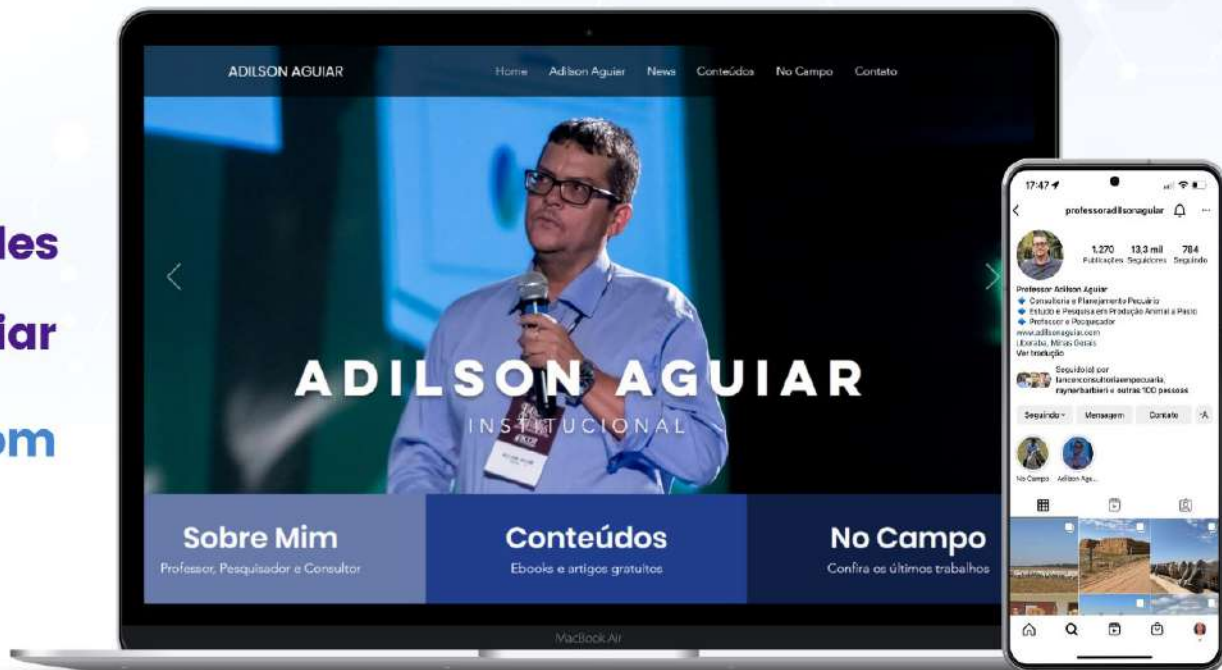 les
iar
om
ADILSON AGUIAR
Home Adilson Aguiar News Conteúdos No Campo Contato
ADILSON AGUIAR
INSTITUCIONAL
Sobre Mim
Professor, Pesquisador e Consultor
Conteúdos
Ebooks e artigos gratuitos
No Campo
Confira os últimos trabalhos
MacBook Air
17:47
professoradilsonaguiar
1.270 13,3 mil 784
Publicações Seguidores Seguindo
Professor Adilson Aguiar
Consultoria e Planejamento Pecuário
Estudo e Pesquisa em Produção Animal a Pasto
Professor e Pesquisador
www.adilsonaguiar.com
Uberaba, Minas Gerais
Ver tradução
Seguido(a) por
lancerconsultoriaempecuaria,
raynerbarbieri e outras 100 pessoas
Seguindo Mensagem Contato
No Campo Adilson Agu...